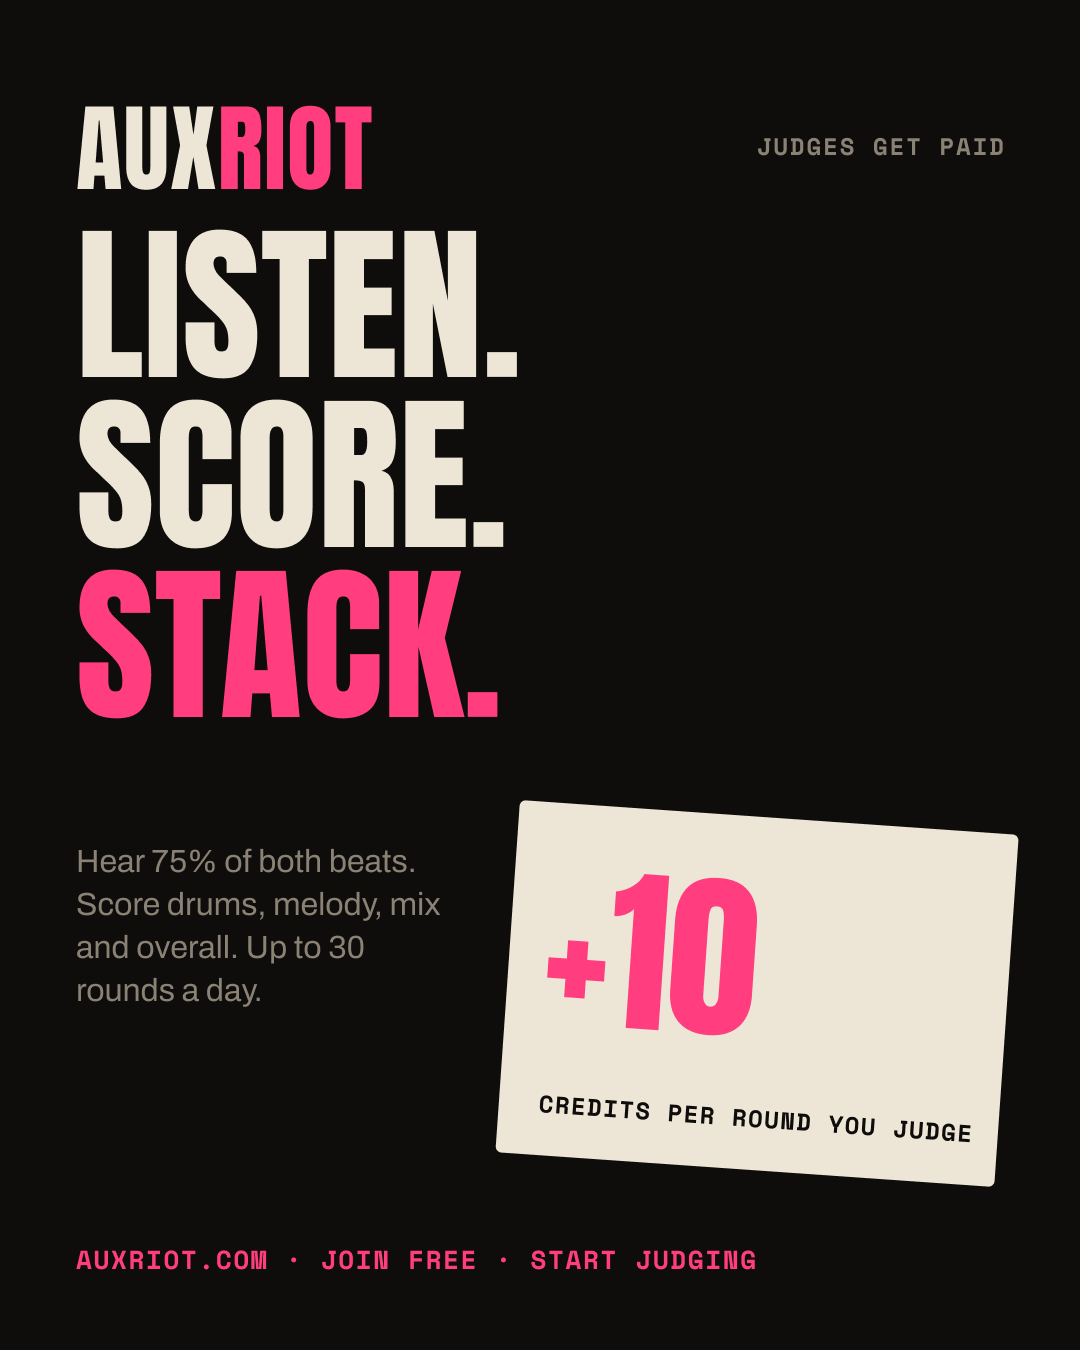 AUXRIOT
JUDGES GET PAID
LISTEN.
SCORE.
STACK.
Hear 75% of both beats.
Score drums, melody, mix
and overall. Up to 30
rounds a day.
+10
CREDITS PER ROUND YOU JUDGE
AUXRIOT.COM · JOIN FREE · START JUDGING